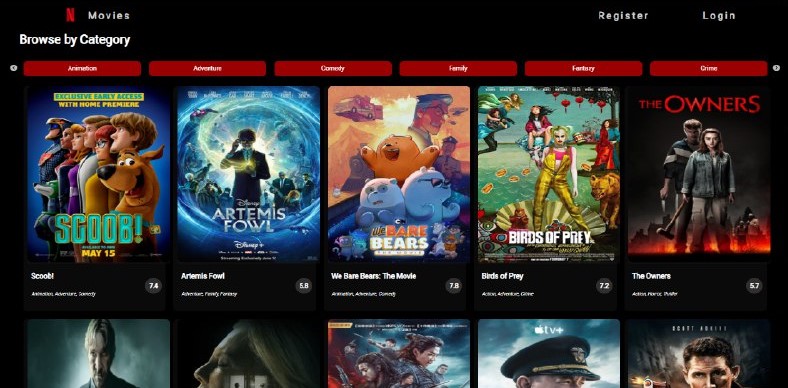 N Movies Register Login
Browse by Category
Animation Adventure Comedy Family Fantasy Crime
EXCLUSIVE EARLY ACCESS
WITH HOME PREMIERE
SCOOB!
MAY 15
Disney
ARTEMIS
FOWL
Disney+
We BARE
BEARS
THE MOVIE
BIRDS OF PREY
THE OWNERS
Scoob! Artemis Fowl We Bare Bears: The Movie Birds of Prey The Owners
7.4 5.8 7.8 7.2 5.7
Animation, Adventure, Comedy Adventure, Family, Fantasy Animation, Adventure, Comedy Action, Adventure, Crime Action, Horror, Thriller
tv+
SCOTT ADKINS